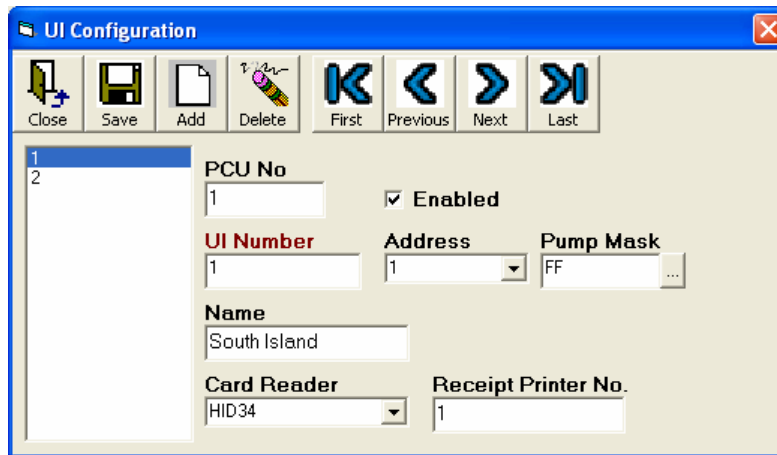 UI Configuration
Close Save Add Delete First Previous Next Last
1
2
PCU No
1
Enabled
UI Number Address Pump Mask
1 1 FF ...
Name
South Island
Card Reader Receipt Printer No.
HID34 1